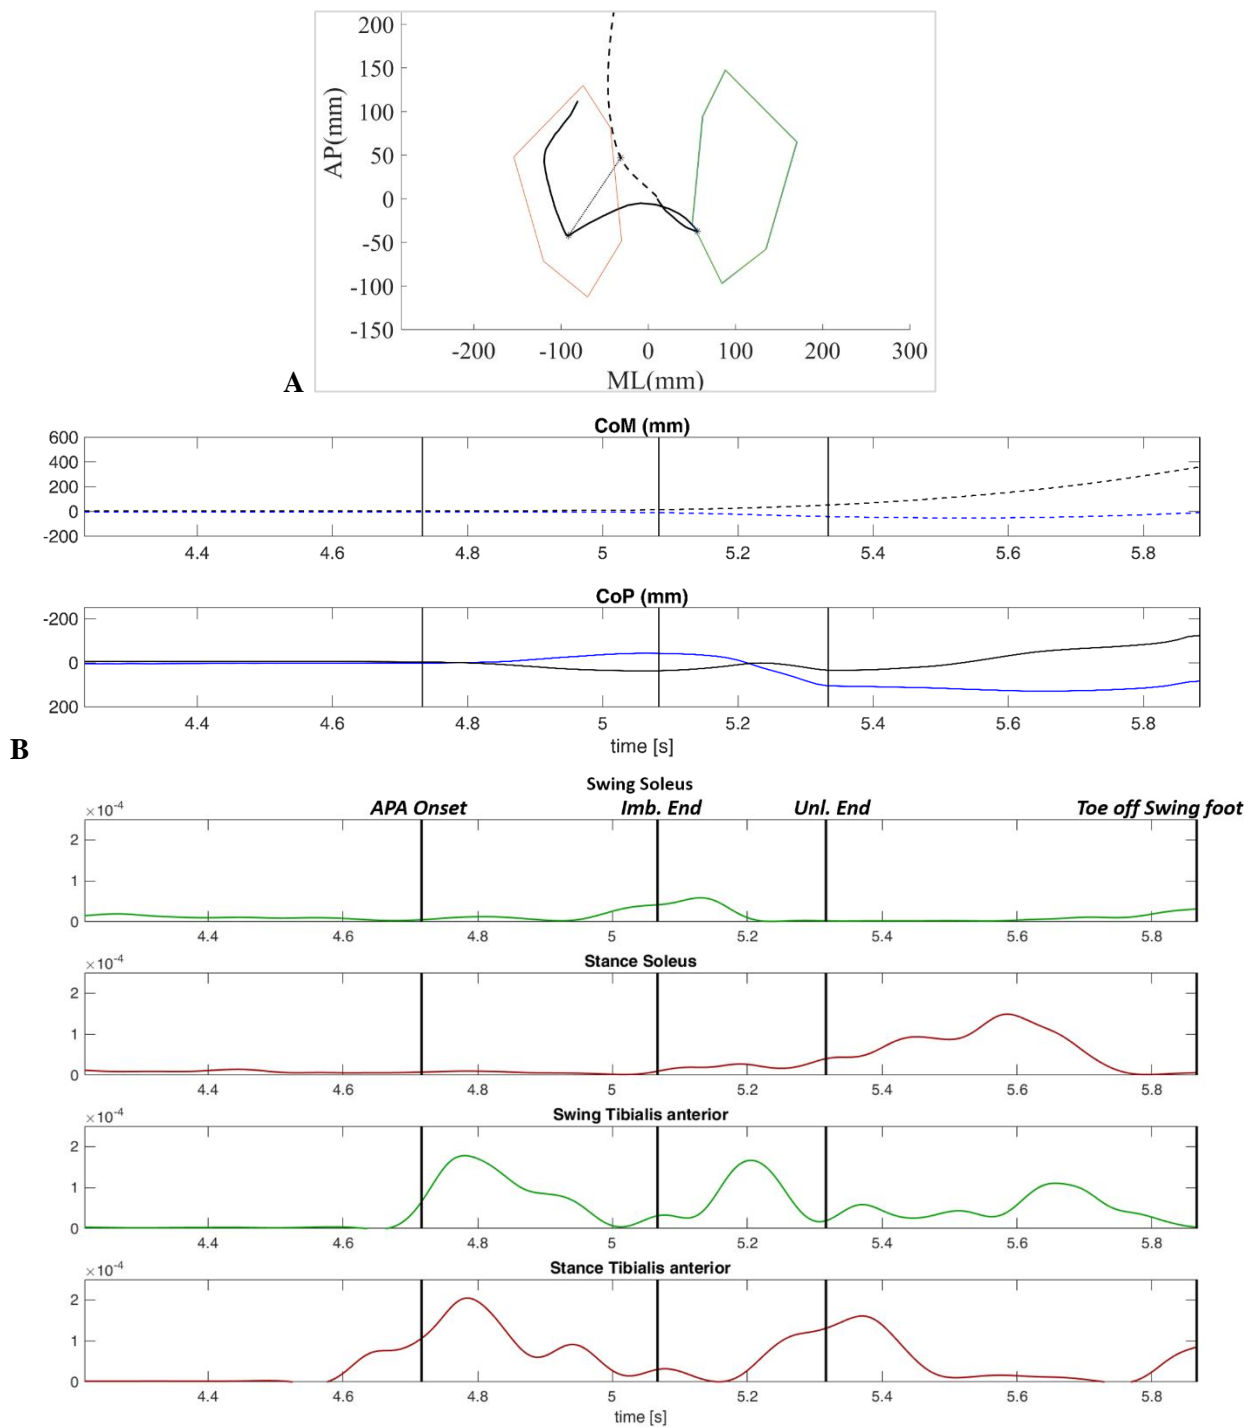 200
150
100
50
0
-50
-100
-150
AP(mm)
-200 -100 0 100 200 300
ML(mm)
A
CoM (mm)
600
400
200
0
-200
4.4 4.6 4.8 5 5.2 5.4 5.6 5.8
CoP (mm)
-200
0
200
4.4 4.6 4.8 5 5.2 5.4 5.6 5.8
time [s]
B
Swing Soleus
×10-4 APA Onset Imb. End Unl. End Toe off Swing foot
2
1
0
4.4 4.6 4.8 5 5.2 5.4 5.6 5.8
Stance Soleus
×10-4
2
1
0
4.4 4.6 4.8 5 5.2 5.4 5.6 5.8
Swing Tibialis anterior
×10-4
2
1
0
4.4 4.6 4.8 5 5.2 5.4 5.6 5.8
Stance Tibialis anterior
×10-4
2
1
0
4.4 4.6 4.8 5 5.2 5.4 5.6 5.8
time [s]